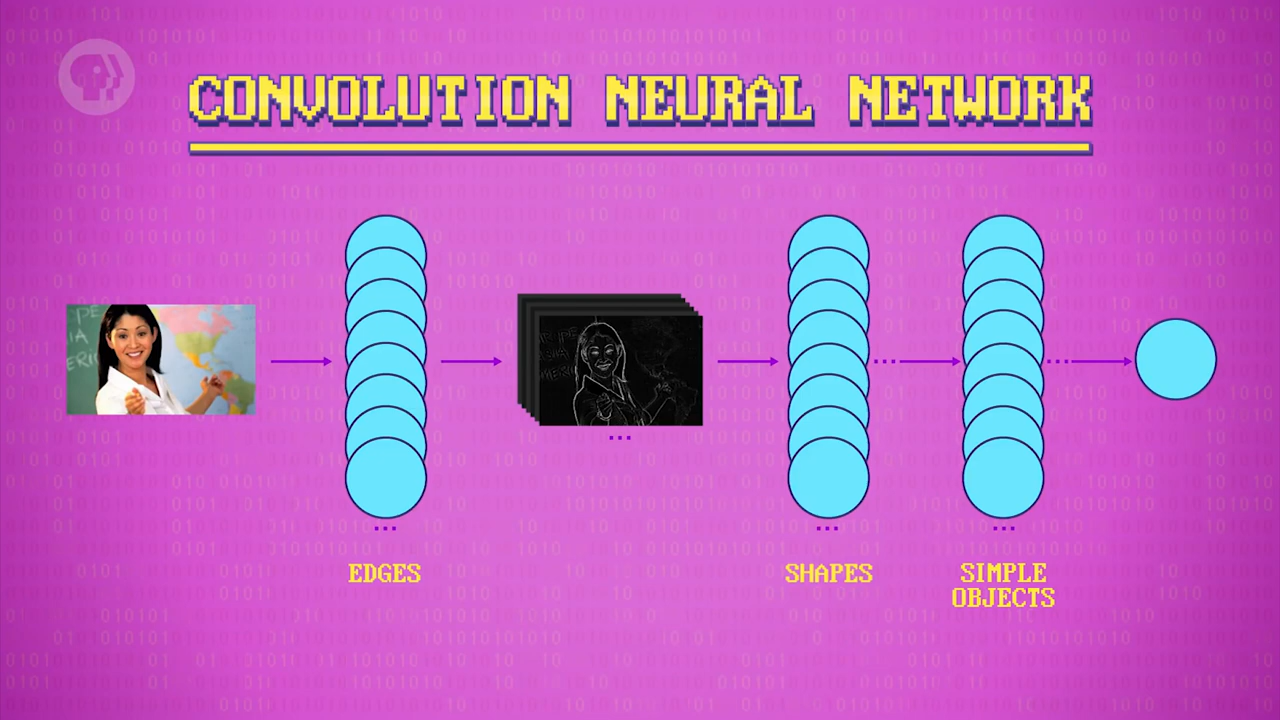 CONVOLUTION NEURAL NETWORK
...
...
...
...
...
...
EDGES
SHAPES
SIMPLE
OBJECTS